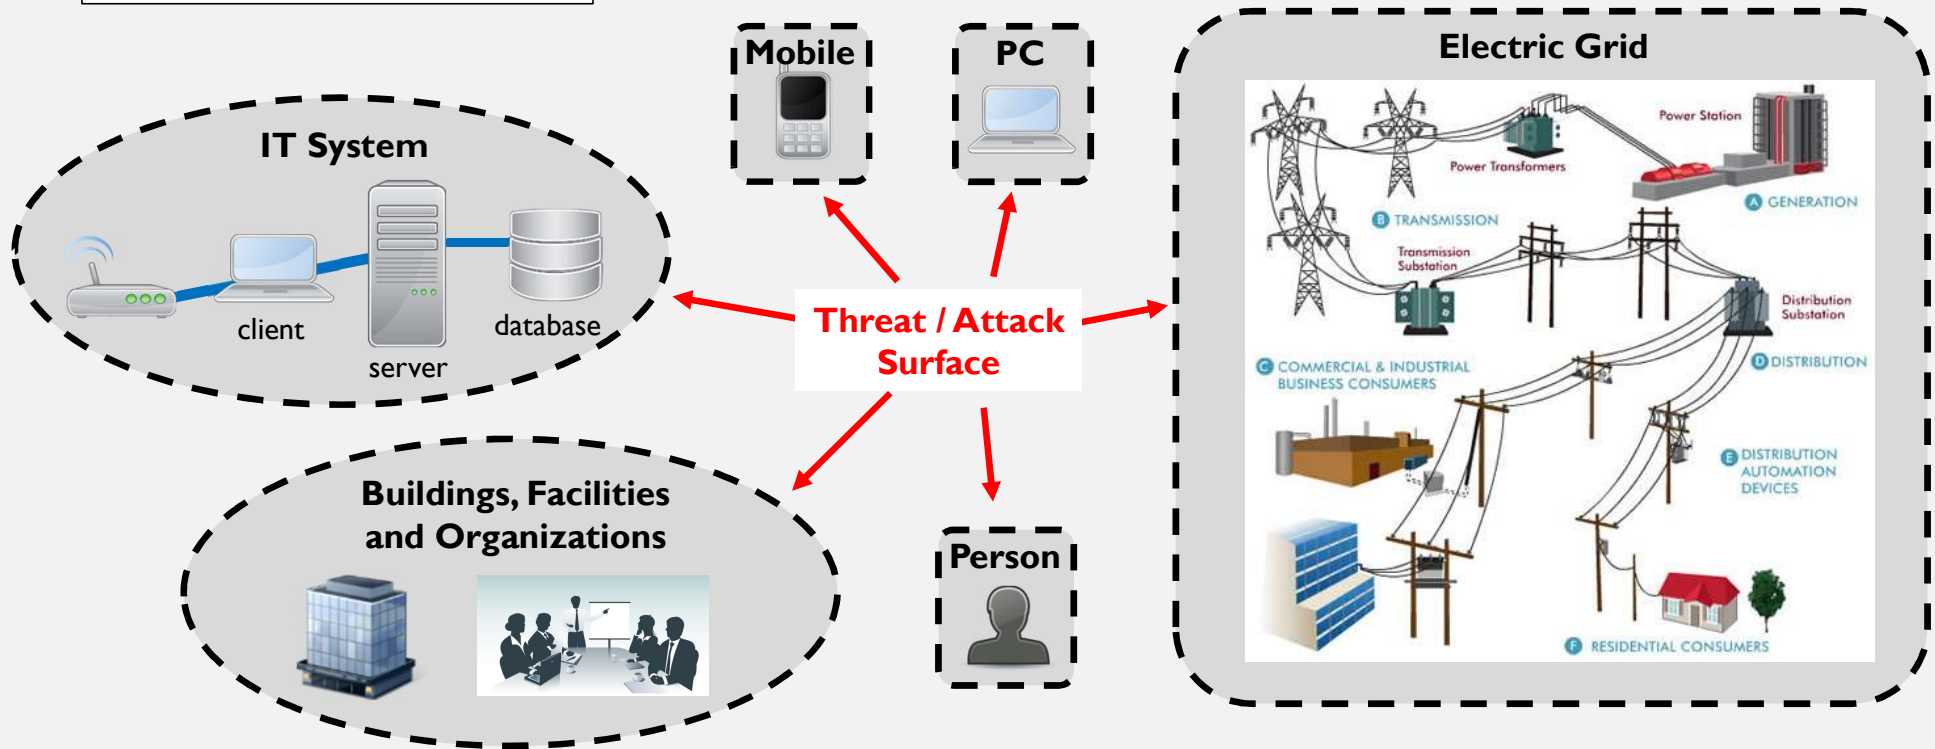 Mobile
PC
Electric Grid
IT System
client
server
database
Threat / Attack
Surface
Buildings, Facilities
and Organizations
Person
Power Station
Power Transformers
A GENERATION
B TRANSMISSION
Transmission
Substation
Distribution
Substation
C COMMERCIAL & INDUSTRIAL
BUSINESS CONSUMERS
D DISTRIBUTION
E DISTRIBUTION
AUTOMATION
DEVICES
F RESIDENTIAL CONSUMERS